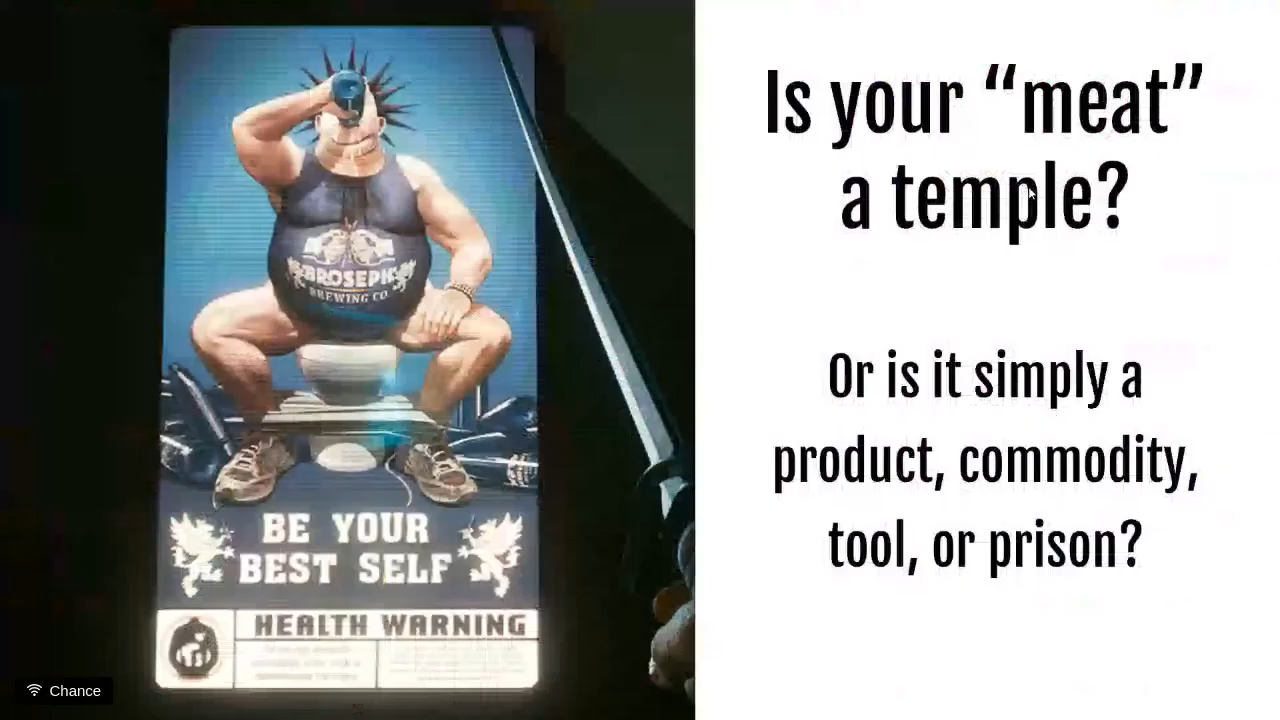 BROSEPH
BREWING CO.
BE YOUR
BEST SELF
HEALTH WARNING
Chance
Is your “meat”
a temple?
Or is it simply a
product, commodity,
tool, or prison?